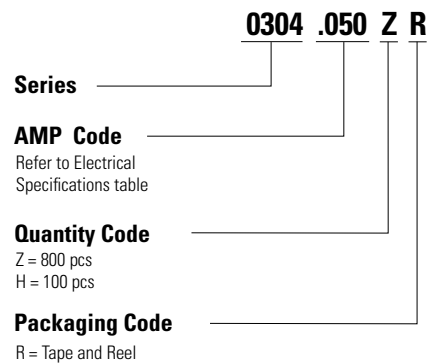 0304 .050 Z R
Series
AMP Code
Refer to Electrical
Specifications table
Quantity Code
Z = 800 pcs
H = 100 pcs
Packaging Code
R = Tape and Reel